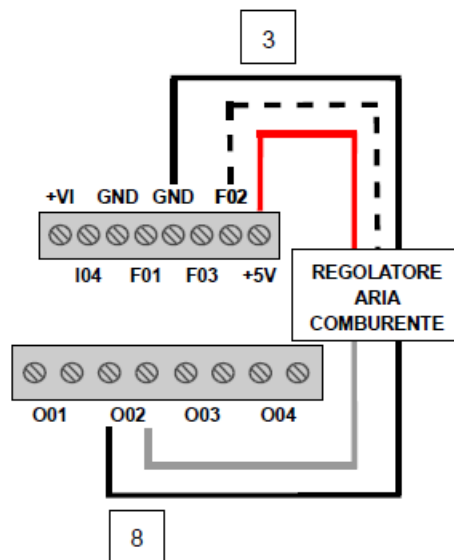 3
+VI GND GND F02
I04 F01 F03 +5V
REGOLATORE
ARIA
COMBURENTE
O01 O02 O03 O04
8